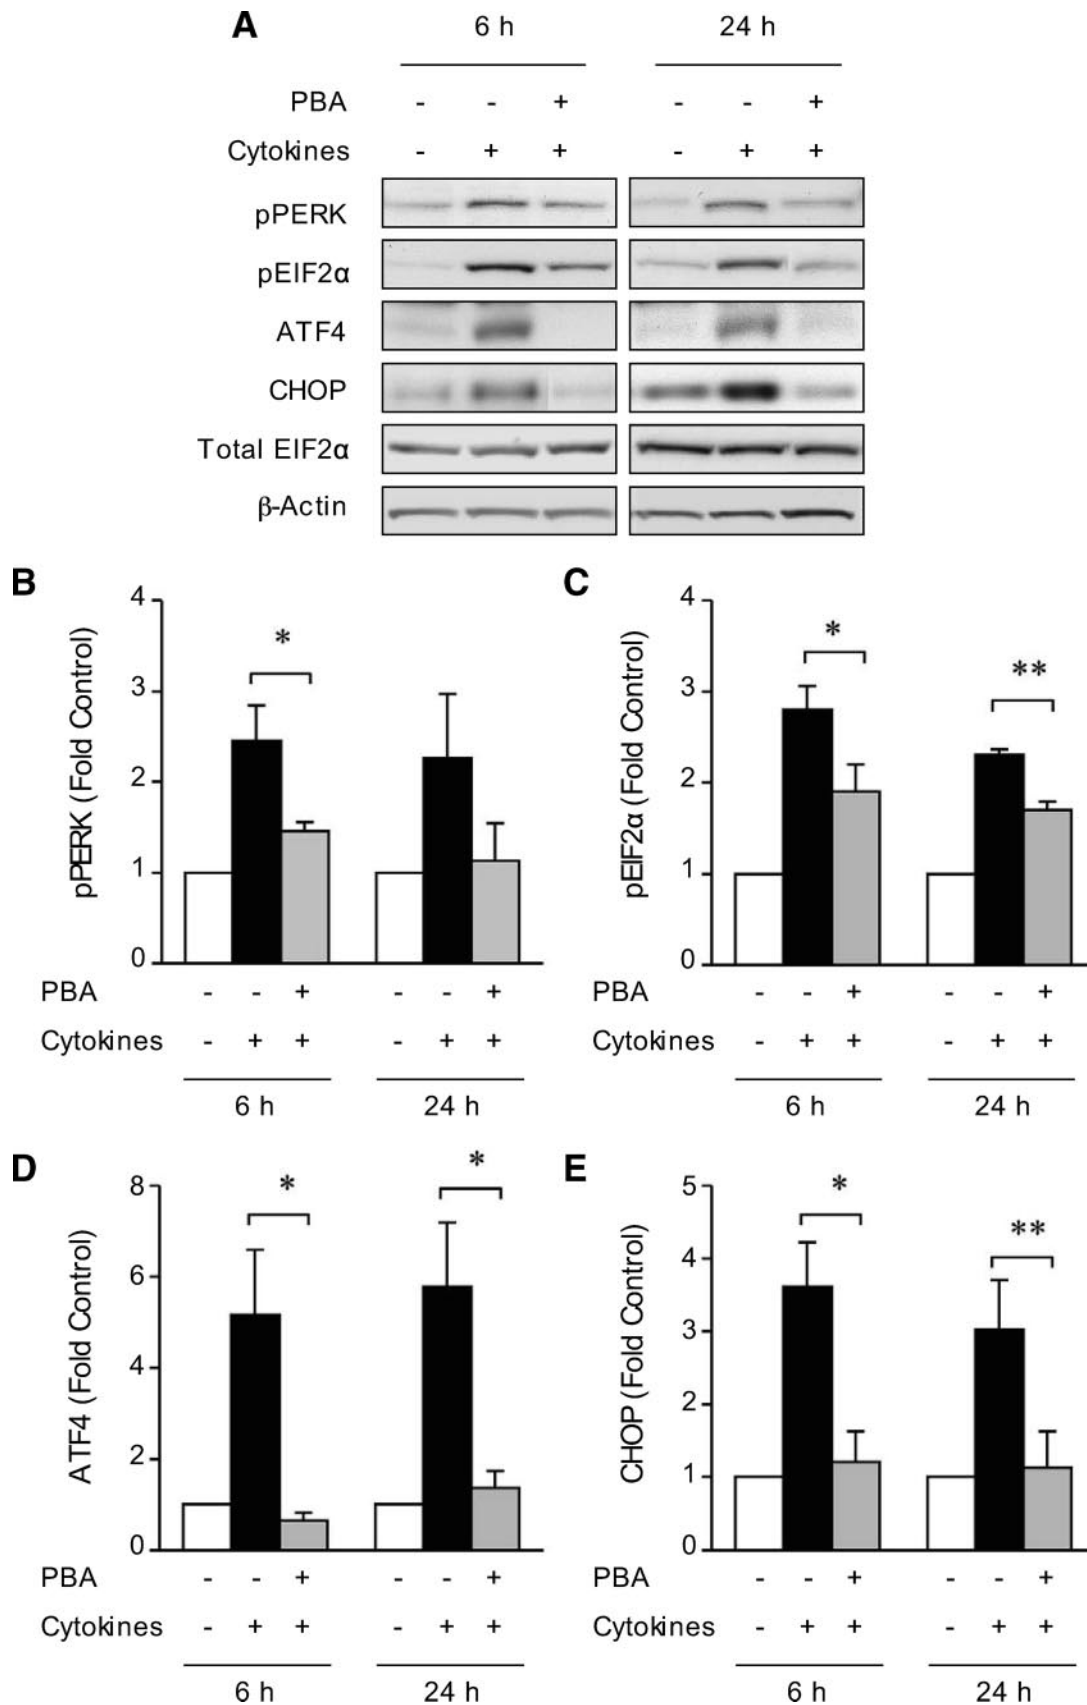 A
6 h 24 h
PBA - - + - - +
Cytokines - + + - + +
pPERK
pEIF2α
ATF4
CHOP
Total EIF2α
β-Actin
B
pPERK (Fold Control)
4
3
2
1
0
*
PBA - - + - - +
Cytokines - + + - + +
6 h 24 h
C
pEIF2α (Fold Control)
4
3
2
1
0
*
**
PBA - - + - - +
Cytokines - + + - + +
6 h 24 h
D
ATF4 (Fold Control)
8
6
4
2
0
*
*
PBA - - + - - +
Cytokines - + + - + +
6 h 24 h
E
CHOP (Fold Control)
5
4
3
2
1
0
*
**
PBA - - + - - +
Cytokines - + + - + +
6 h 24 h